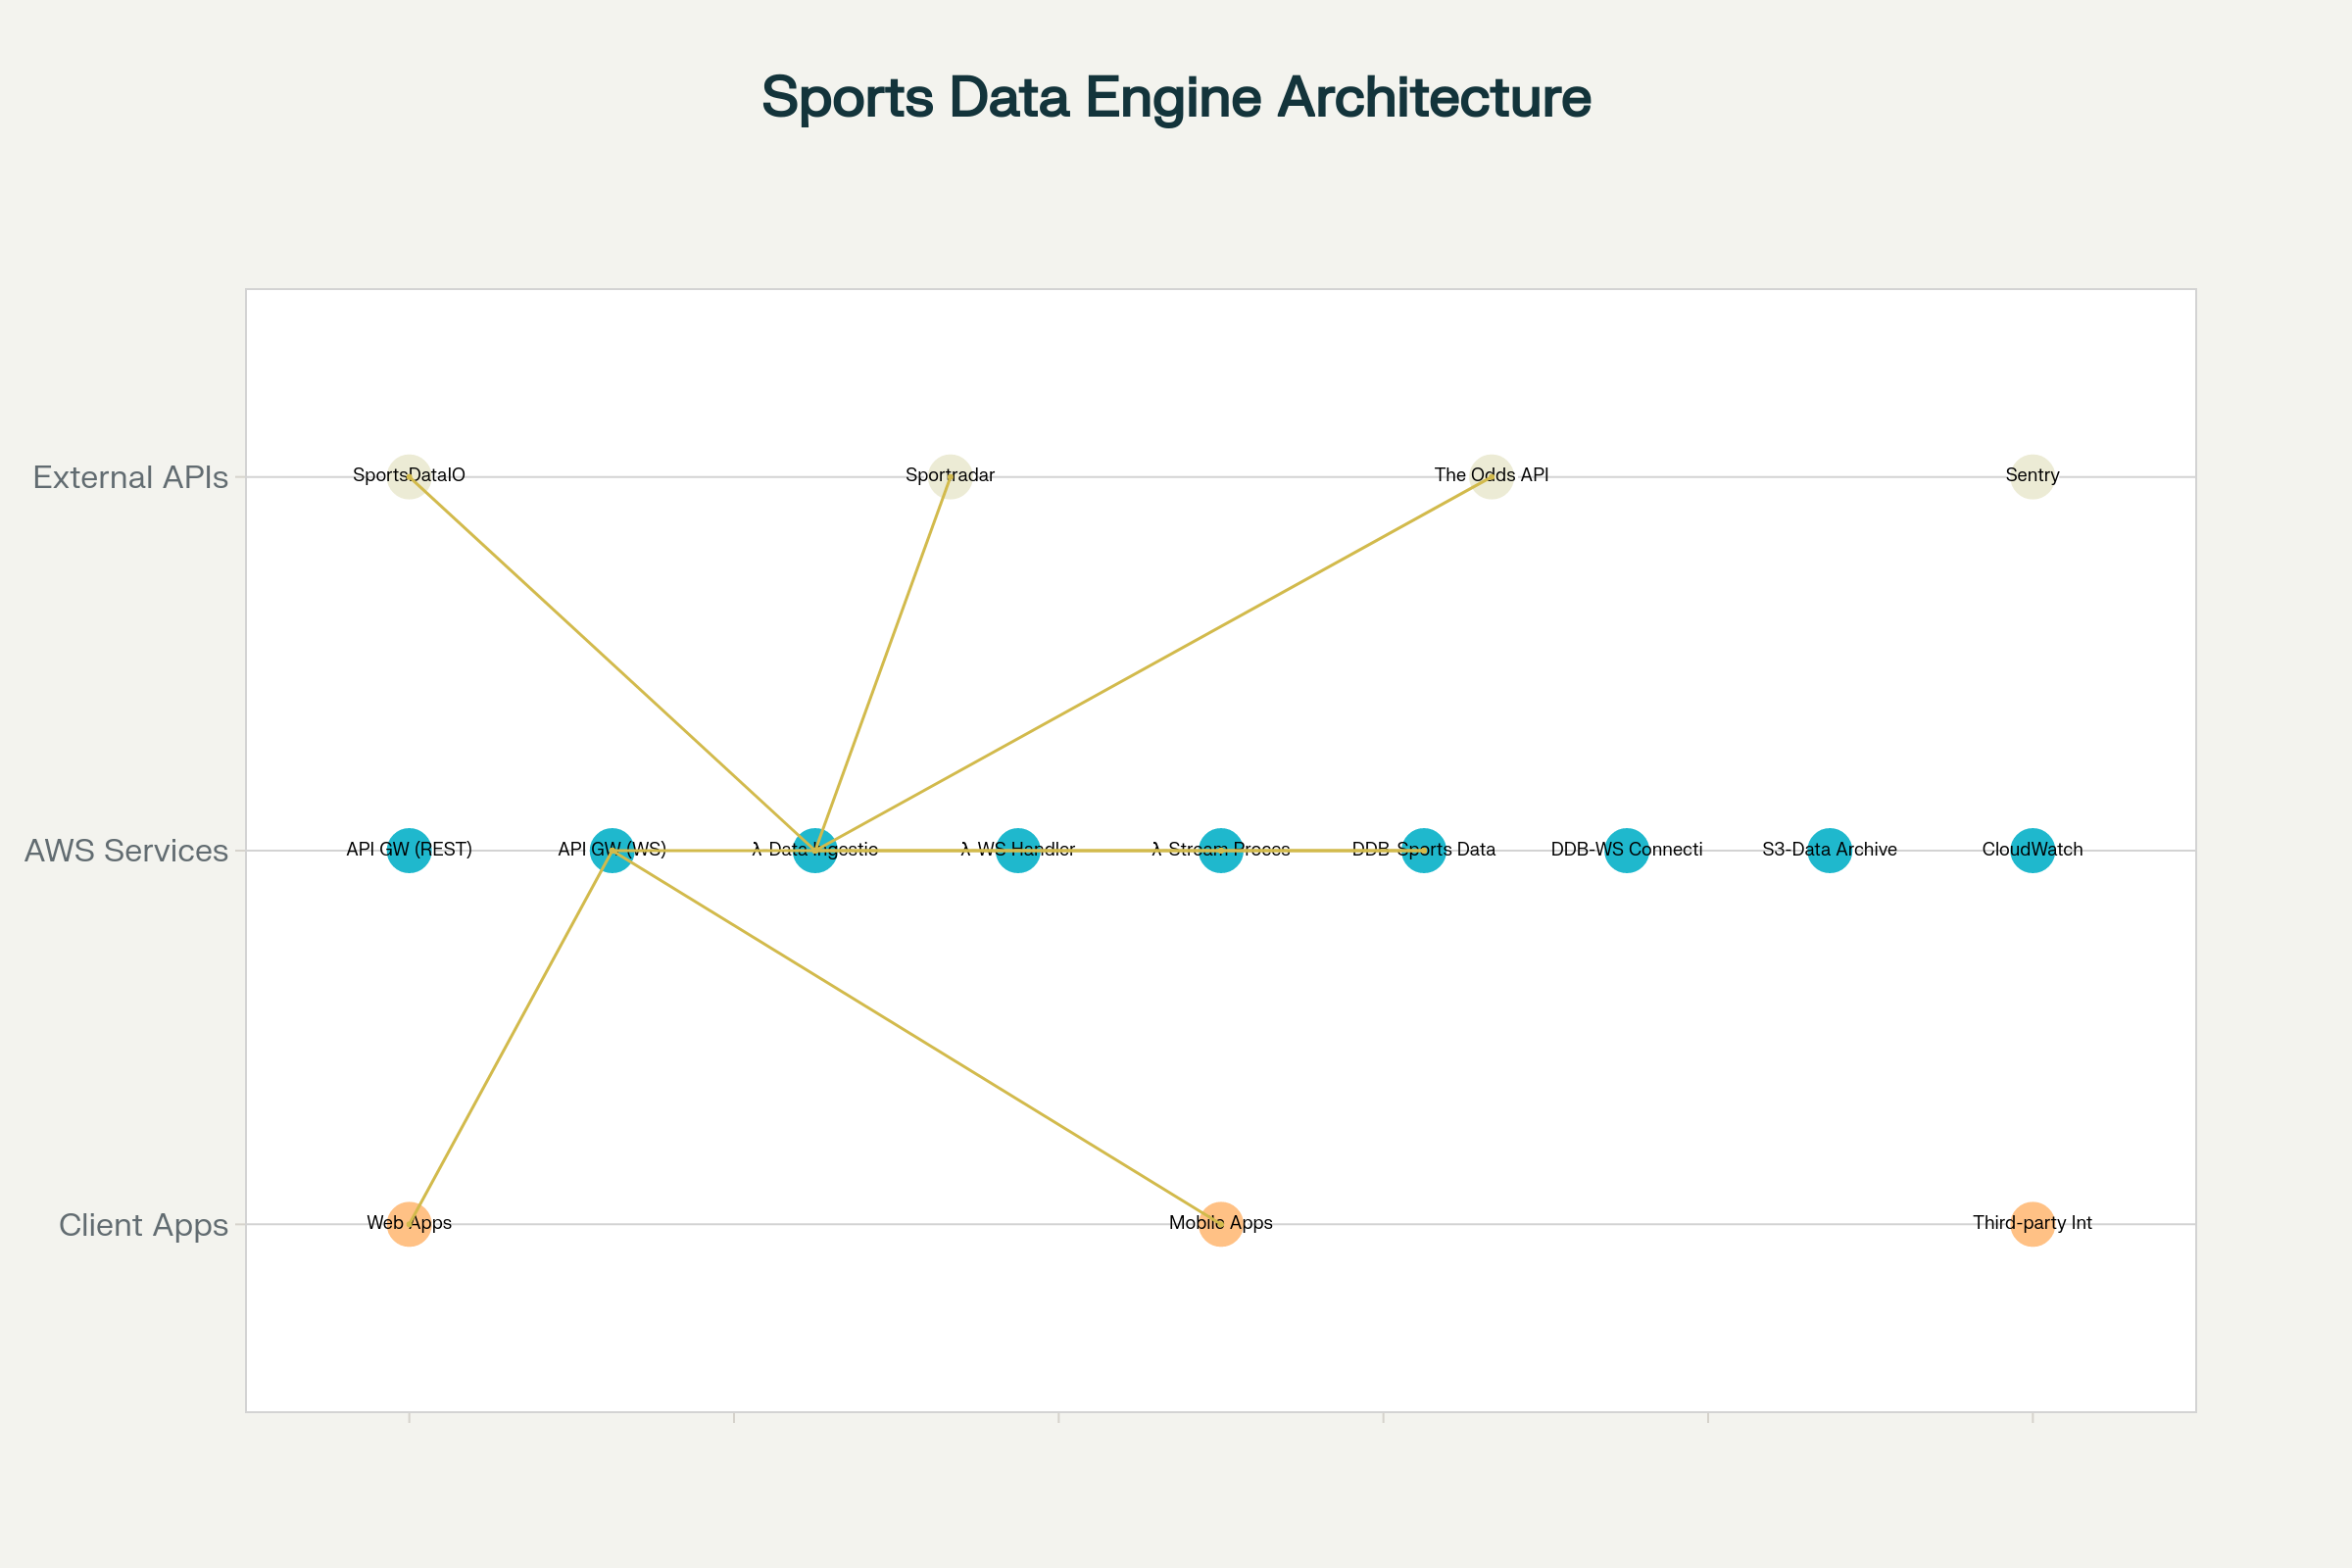 Sports Data Engine Architecture
External APIs
SportsDataIO
Sportradar
The Odds API
Sentry
AWS Services
API GW (REST)
API GW (WS)
λ-Data Ingestio
λ-WS Handler
λ-Stream Proces
DDB-Sports Data
DDB-WS Connecti
S3-Data Archive
CloudWatch
Client Apps
Web Apps
Mobile Apps
Third-party Int